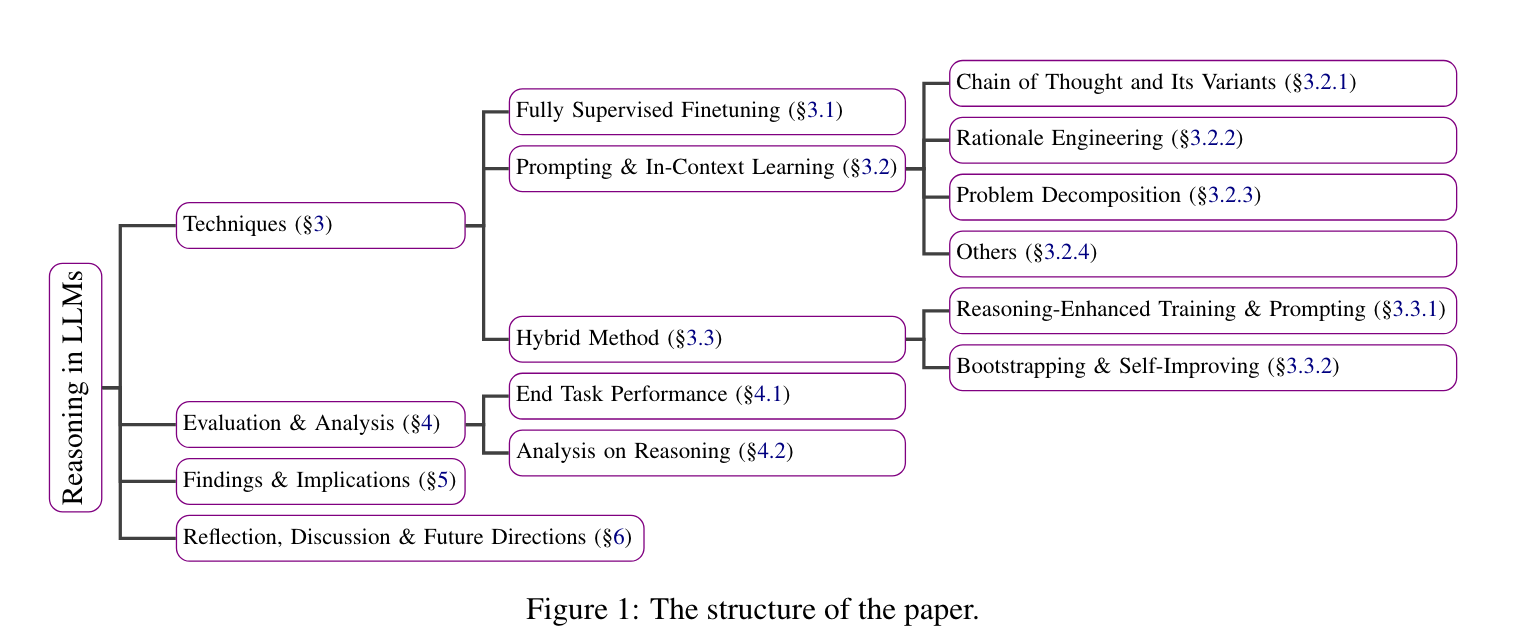 Reasoning in LLMs
Techniques (§3)
Fully Supervised Finetuning (§3.1)
Prompting & In-Context Learning (§3.2)
Chain of Thought and Its Variants (§3.2.1)
Rationale Engineering (§3.2.2)
Problem Decomposition (§3.2.3)
Others (§3.2.4)
Hybrid Method (§3.3)
Reasoning-Enhanced Training & Prompting (§3.3.1)
Bootstrapping & Self-Improving (§3.3.2)
Evaluation & Analysis (§4)
End Task Performance (§4.1)
Analysis on Reasoning (§4.2)
Findings & Implications (§5)
Reflection, Discussion & Future Directions (§6)
Figure 1: The structure of the paper.